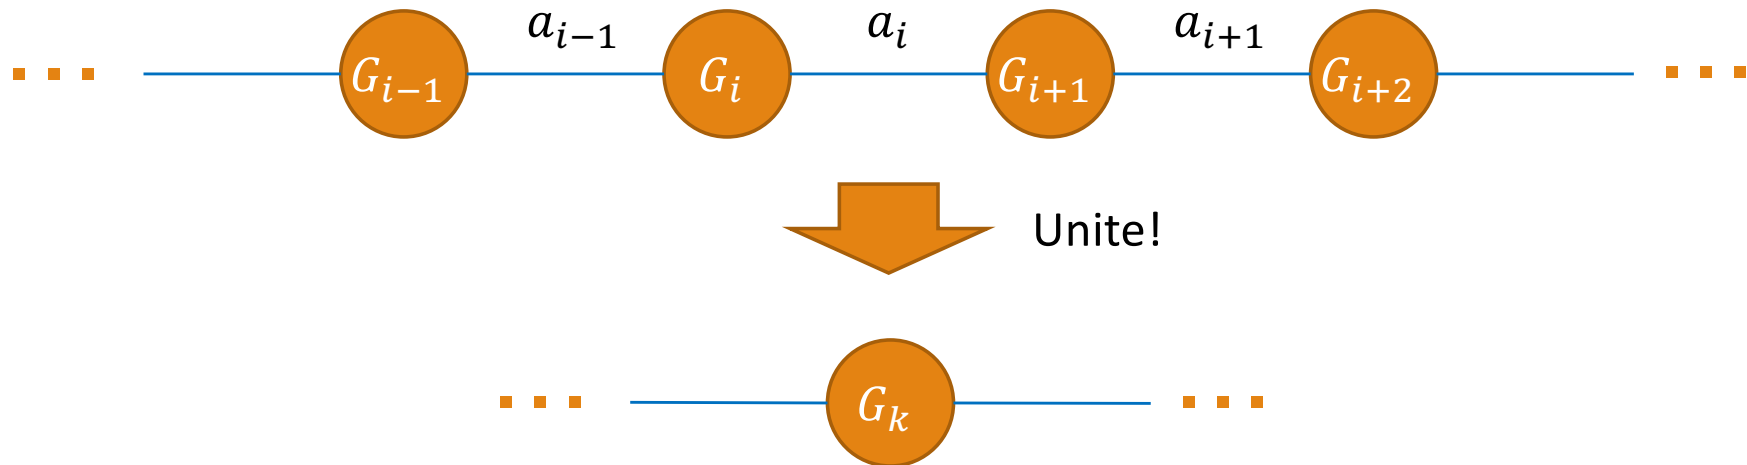 a_{i-1} a_i a_{i+1}
G_{i-1} G_i G_{i+1} G_{i+2}
Unite!
G_k